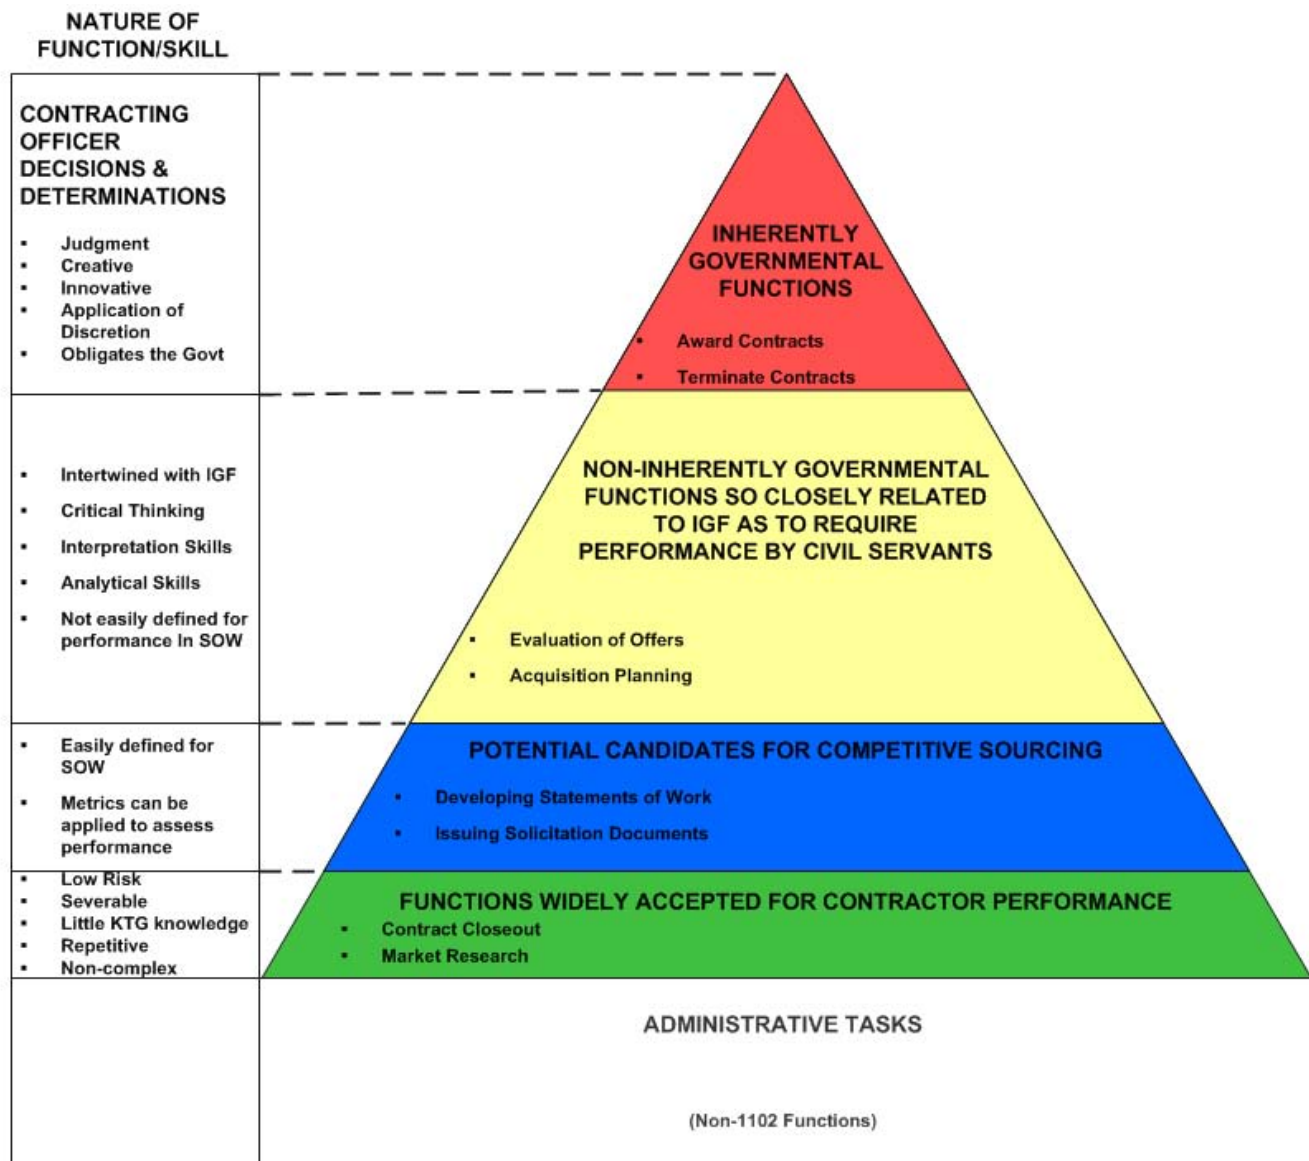 NATURE OF
FUNCTION/SKILL
CONTRACTING
OFFICER
DECISIONS &
DETERMINATIONS
▪ Judgment
▪ Creative
▪ Innovative
▪ Application of
Discretion
▪ Obligates the Govt
▪ Intertwined with IGF
▪ Critical Thinking
▪ Interpretation Skills
▪ Analytical Skills
▪ Not easily defined for
performance In SOW
▪ Easily defined for
SOW
▪ Metrics can be
applied to assess
performance
▪ Low Risk
▪ Severable
▪ Little KTG knowledge
▪ Repetitive
▪ Non-complex
INHERENTLY
GOVERNMENTAL
FUNCTIONS
▪ Award Contracts
▪ Terminate Contracts
NON-INHERENTLY GOVERNMENTAL
FUNCTIONS SO CLOSELY RELATED
TO IGF AS TO REQUIRE
PERFORMANCE BY CIVIL SERVANTS
▪ Evaluation of Offers
▪ Acquisition Planning
POTENTIAL CANDIDATES FOR COMPETITIVE SOURCING
▪ Developing Statements of Work
▪ Issuing Solicitation Documents
FUNCTIONS WIDELY ACCEPTED FOR CONTRACTOR PERFORMANCE
▪ Contract Closeout
▪ Market Research
ADMINISTRATIVE TASKS
(Non-1102 Functions)